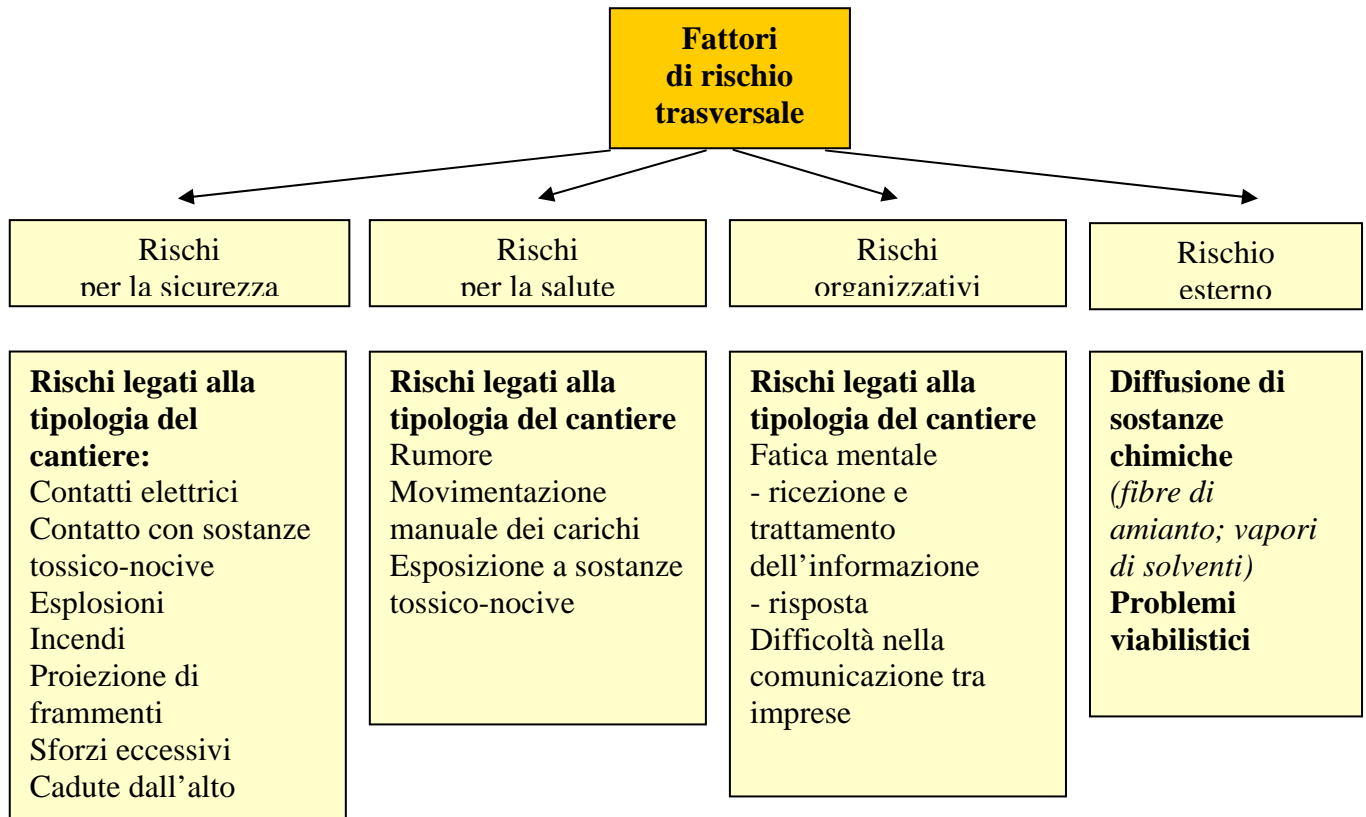 Fattori
di rischio
trasversale
Rischi
per la sicurezza
Rischi
per la salute
Rischi
organizzativi
Rischio
esterno
Rischi legati alla
tipologia del
cantiere:
Contatti elettrici
Contatto con sostanze
tossico-nocive
Esplosioni
Incendi
Proiezione di
frammenti
Sforzi eccessivi
Cadute dall’alto
Rischi legati alla
tipologia del cantiere
Rumore
Movimentazione
manuale dei carichi
Esposizione a sostanze
tossico-nocive
Rischi legati alla
tipologia del cantiere
Fatica mentale
- ricezione e
trattamento
dell’informazione
- risposta
Difficoltà nella
comunicazione tra
imprese
Diffusione di
sostanze
chimiche
(fibre di
amianto; vapori
di solventi)
Problemi
viabilistici